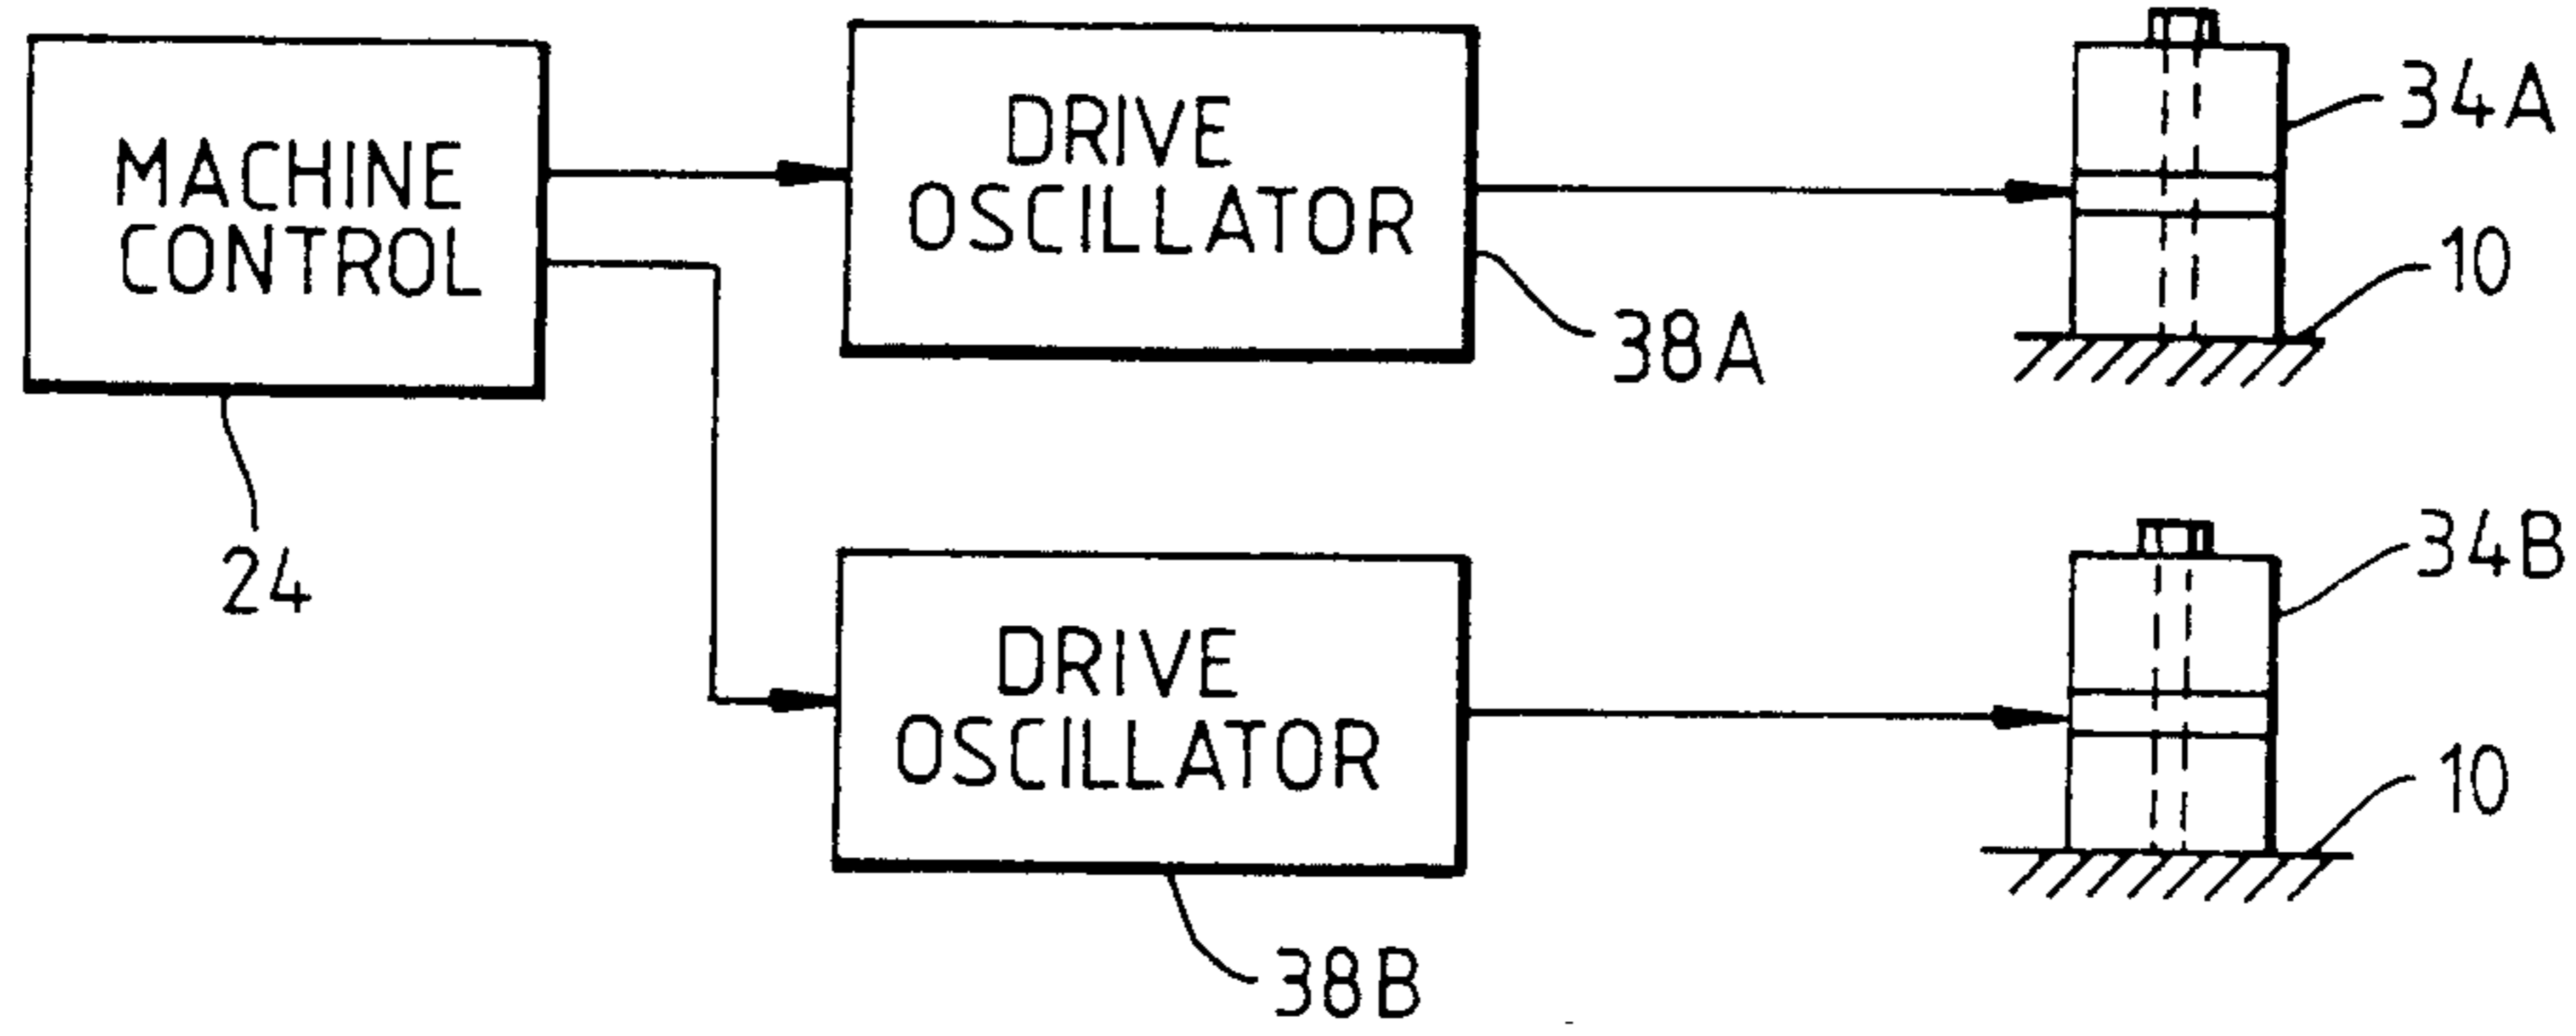 MACHINE
CONTROL
24
DRIVE
OSCILLATOR
38A
34A
10
DRIVE
OSCILLATOR
38B
34B
10